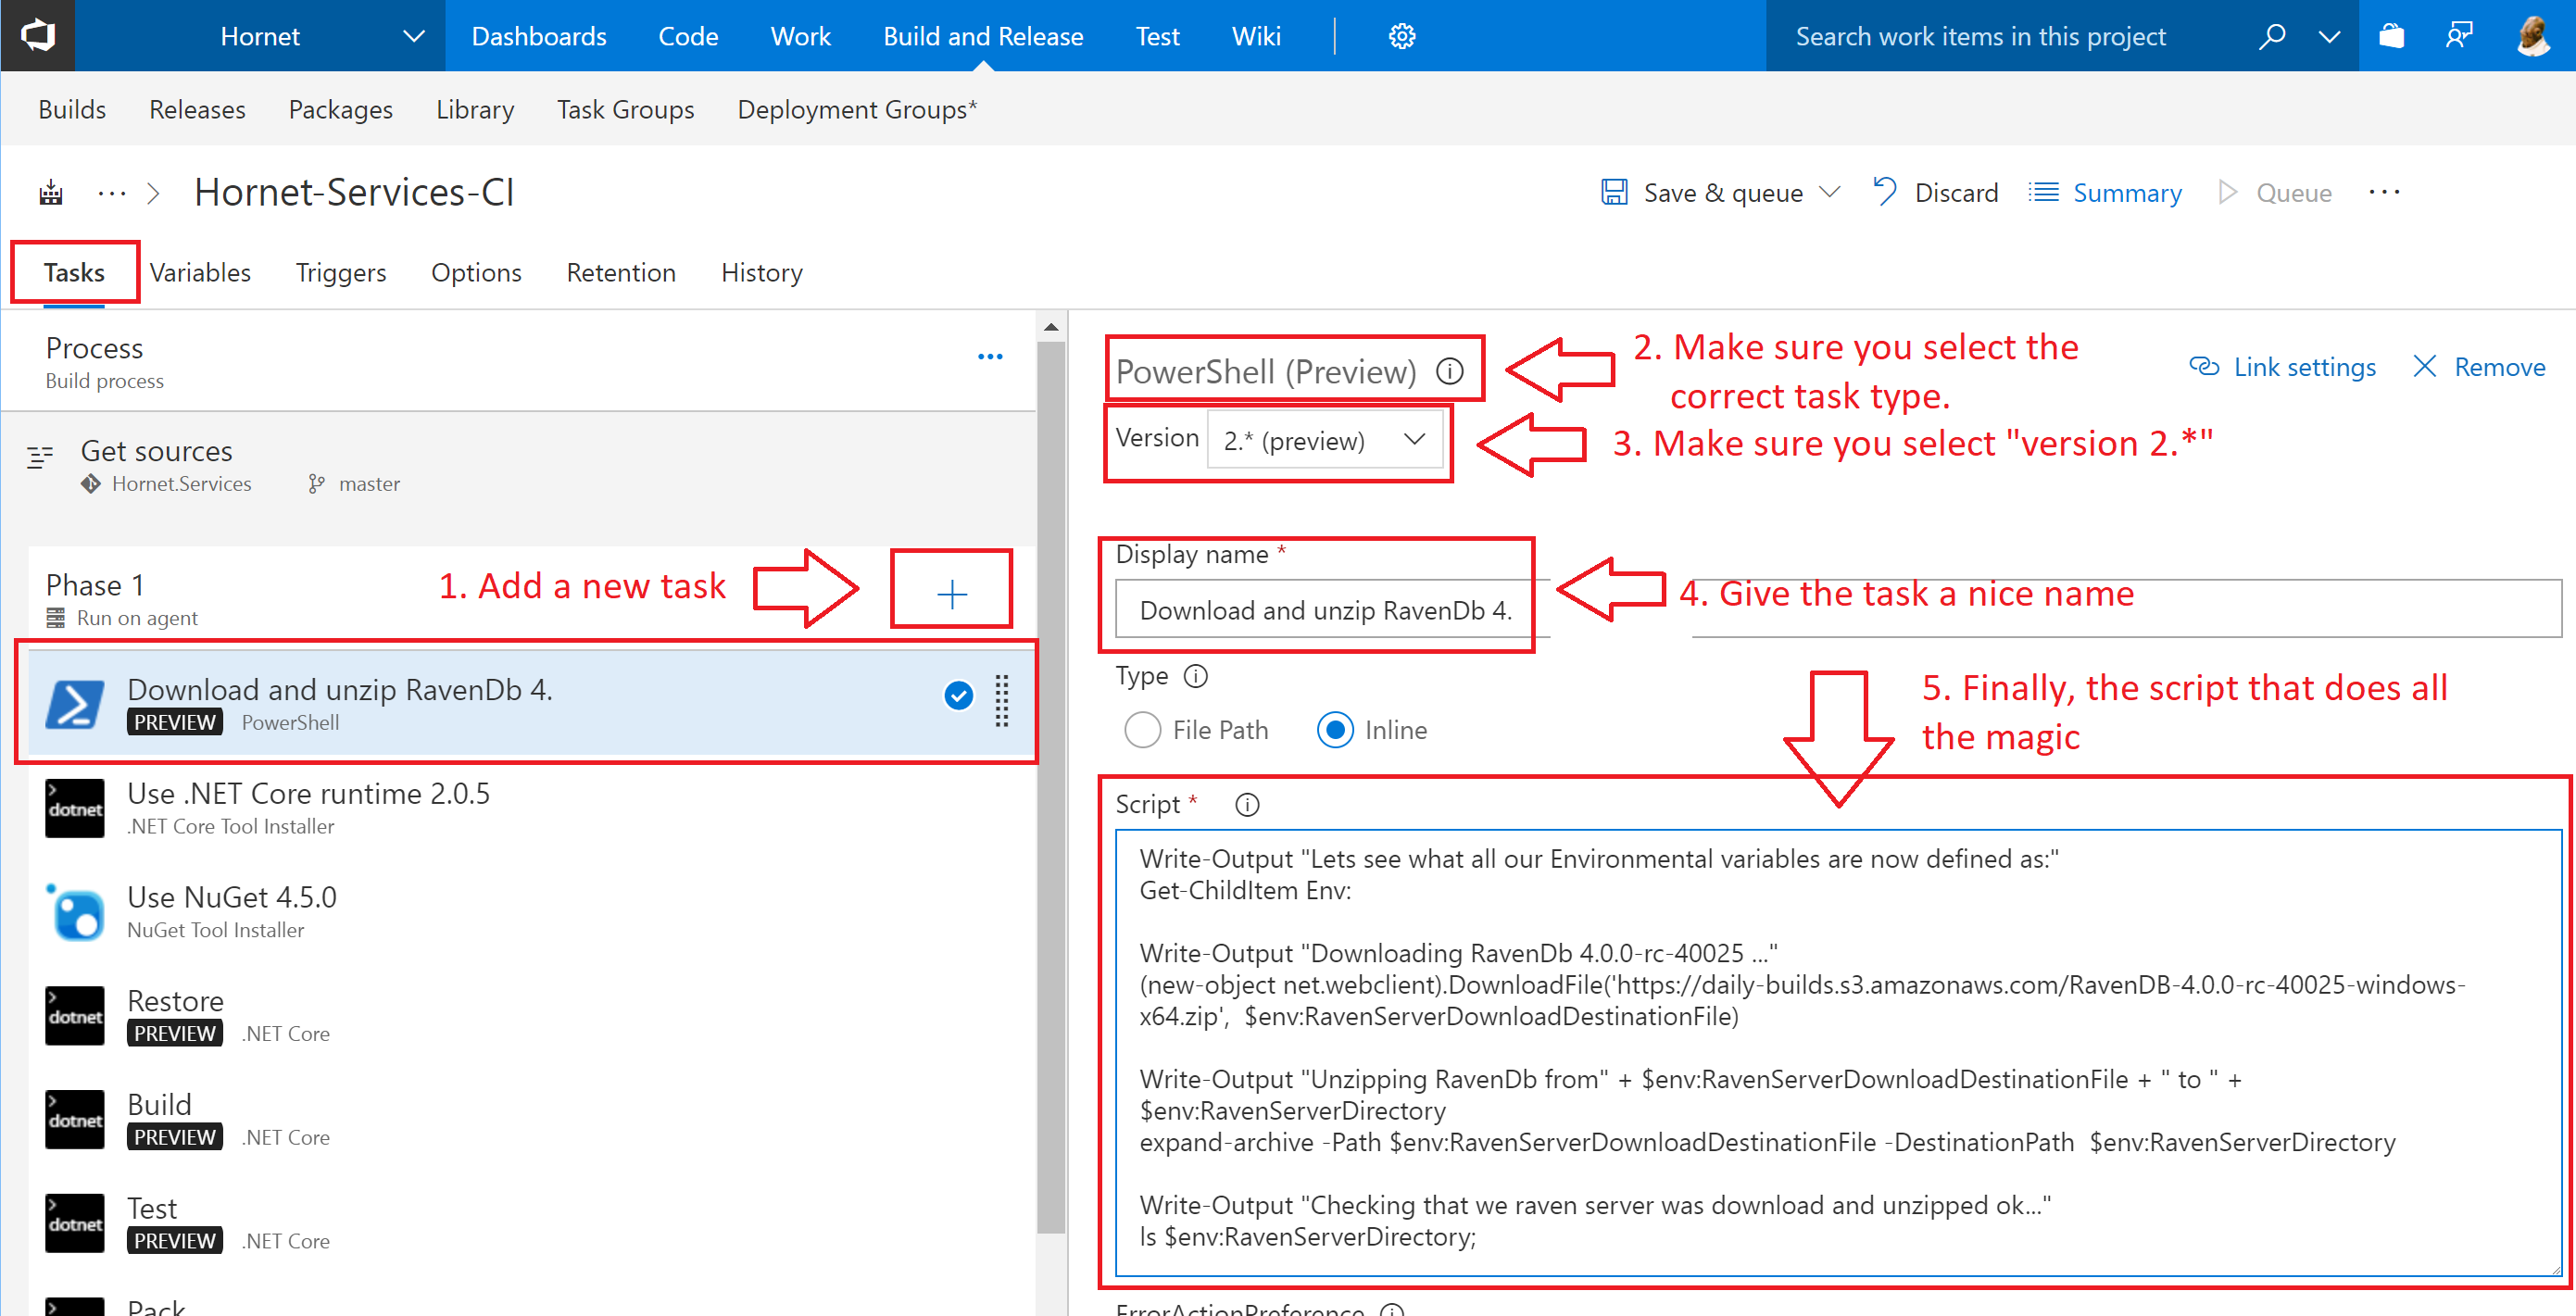 Hornet Dashboards Code Work Build and Release Test Wiki Search work items in this project
Builds Releases Packages Library Task Groups Deployment Groups*
... Hornet-Services-CI Save & queue Discard Summary Queue ...
Tasks Variables Triggers Options Retention History
Process
Build process
Get sources
Hornet.Services master
Phase 1
Run on agent
1. Add a new task
Download and unzip RavenDb 4.
PREVIEW PowerShell
dotnet
Use .NET Core runtime 2.0.5
.NET Core Tool Installer
Use NuGet 4.5.0
NuGet Tool Installer
dotnet
Restore
PREVIEW .NET Core
dotnet
Build
PREVIEW .NET Core
dotnet
Test
PREVIEW .NET Core
Pack
PowerShell (Preview)
2. Make sure you select the
correct task type.
Link settings Remove
Version 2.* (preview)
3. Make sure you select "version 2.*"
Display name *
Download and unzip RavenDb 4.
4. Give the task a nice name
Type
File Path Inline
5. Finally, the script that does all
the magic
Script *
Write-Output "Lets see what all our Environmental variables are now defined as:"
Get-ChildItem Env:
Write-Output "Downloading RavenDb 4.0.0-rc-40025 ..."
(new-object net.webclient).DownloadFile('https://daily-builds.s3.amazonaws.com/RavenDB-4.0.0-rc-40025-windows-
x64.zip', $env:RavenServerDownloadDestinationFile)
Write-Output "Unzipping RavenDb from" + $env:RavenServerDownloadDestinationFile + " to " +
$env:RavenServerDirectory
expand-archive -Path $env:RavenServerDownloadDestinationFile -DestinationPath $env:RavenServerDirectory
Write-Output "Checking that we raven server was download and unzipped ok..."
ls $env:RavenServerDirectory;
ErrorActionPreference